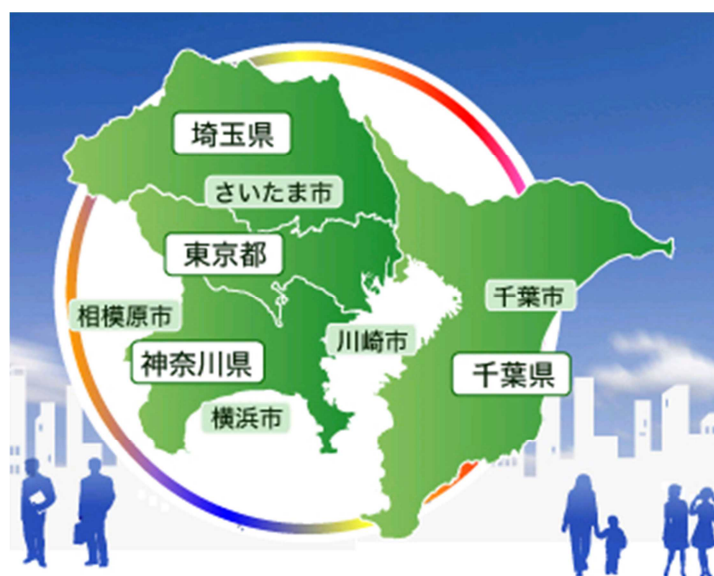 埼玉県
さいたま市
東京都
千葉市
相模原市
川崎市
神奈川県
千葉県
横浜市